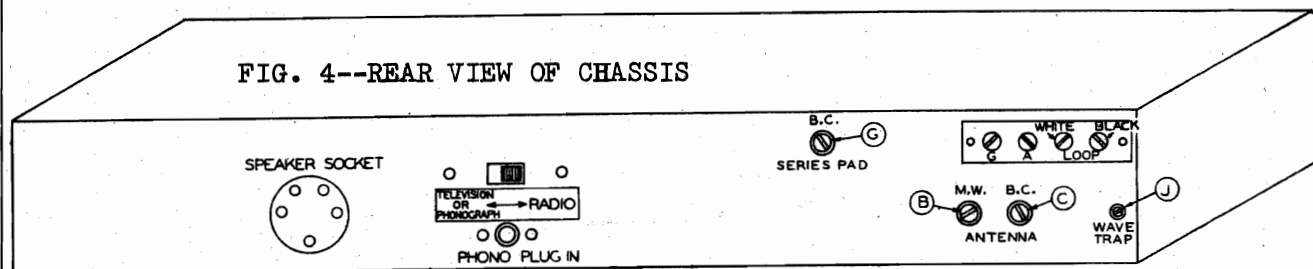 FIG. 4--REAR VIEW OF CHASSIS
SPEAKER SOCKET
TELEVISION
OR
PHONOGRAPH
RADIO
PHONO PLUG IN
B.C.
G
SERIES PAD
WHITE
BLACK
G
A
LOOP
M.W.
B.C.
B
C
J
ANTENNA
WAVE
TRAP